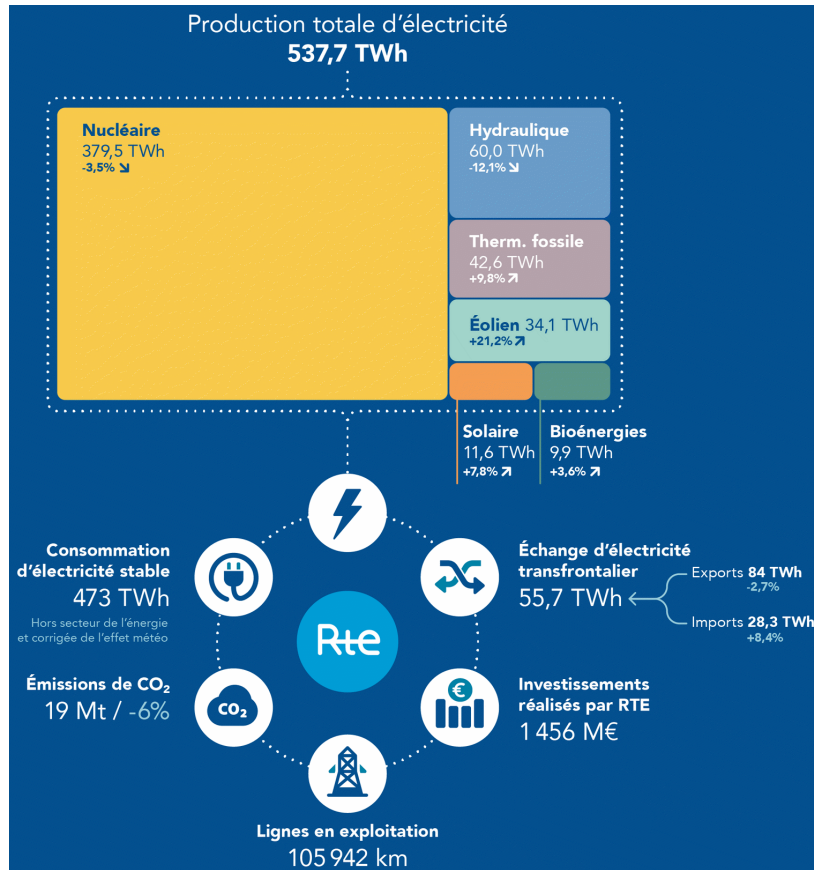 Production totale d’électricité
537,7 TWh
Nucléaire
379,5 TWh
-3,5% ↘
Hydraulique
60,0 TWh
-12,1% ↘
Therm. fossile
42,6 TWh
+9,8% ↗
Éolien 34,1 TWh
+21,2% ↗
Solaire
11,6 TWh
+7,8% ↗
Bioénergies
9,9 TWh
+3,6% ↗
Consommation
d’électricité stable
473 TWh
Hors secteur de l’énergie
et corrigée de l’effet météo
Échange d’électricité
transfrontalier
55,7 TWh
Exports 84 TWh
-2,7%
Imports 28,3 TWh
+8,4%
Rte
Émissions de CO₂
19 Mt / -6%
CO₂
€
Investissements
réalisés par RTE
1 456 M€
Lignes en exploitation
105 942 km